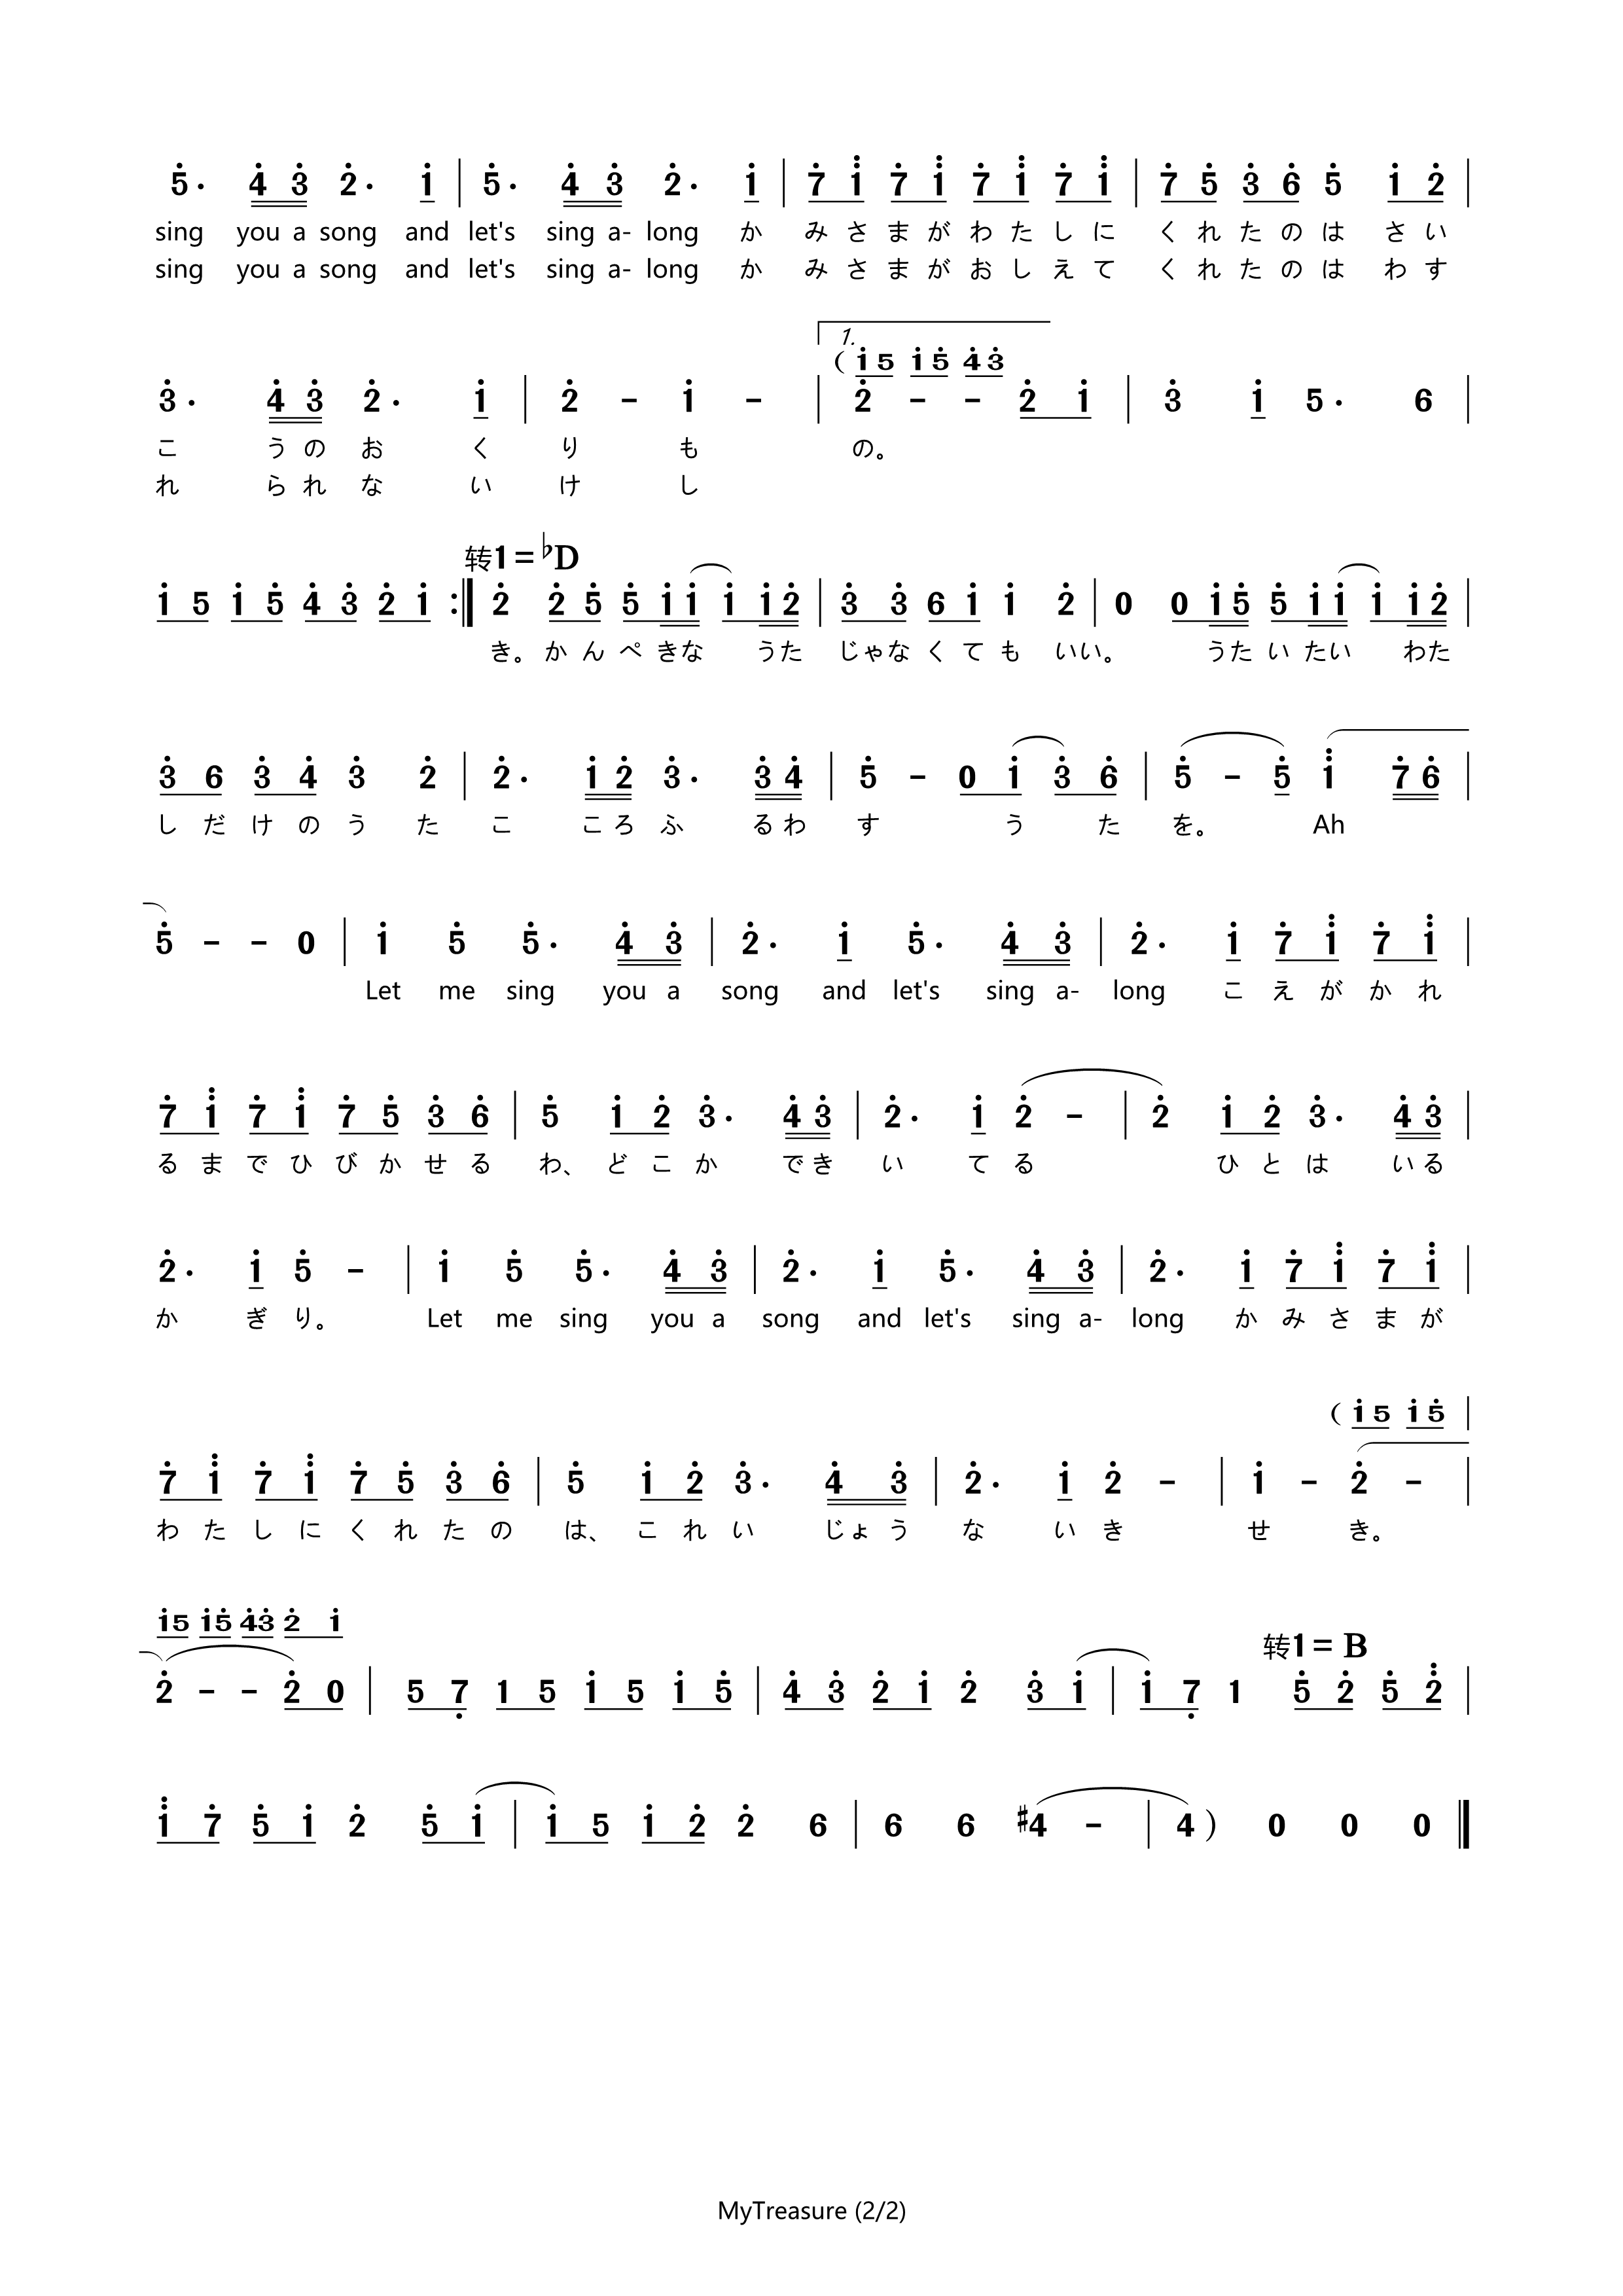 5̇· 4̇ 3̇ 2̇· 1̇ | 5̇· 4̇ 3̇ 2̇· 1̇ | 7̇ 1̈ 7̇ 1̈ 7̇ 1̈ 7̇ 1̈ | 7̇ 5̇ 3̇ 6̇ 5̇ 1̇ 2̇ |
sing you a song and let's sing a- long か み さ ま が わ た し に く れ た の は さ い
sing you a song and let's sing a- long か み さ ま が お し え て く れ た の は わ す
1.
( 1̇ 5 1̇ 5̇ 4̇ 3̇
3̇· 4̇ 3̇ 2̇· 1̇ | 2̇ - 1̇ - | 2̇ - - 2̇ 1̇ | 3̇ 1̇ 5· 6 |
こ う の お く り も の。
れ ら れ な い け し
转1= ♭D
1̇ 5 1̇ 5̇ 4̇ 3̇ 2̇ 1̇ :‖ 2̇ 2̇ 5̇ 5̇ 1̇ 1̇ 1̇ 1̇ 2̇ | 3̇ 3̇ 6̇ 1̇ 1̇ 2̇ | 0 0 1̇ 5̇ 5̇ 1̇ 1̇ 1̇ 1̇ 2̇ |
き。 か ん ぺ きな うた じゃな く て も いい。 うた い たい わた
3̇ 6 3̇ 4̇ 3̇ 2̇ | 2̇· 1̇ 2̇ 3̇· 3̇ 4̇ | 5̇ - 0 1̇ 3̇ 6̇ | 5̇ - 5̇ 1̈ 7̇ 6̇ |
し だ け の う た こ こ ろ ふ る わ す う た を。 Ah
5̇ - - 0 | 1̇ 5̇ 5̇· 4̇ 3̇ | 2̇· 1̇ 5̇· 4̇ 3̇ | 2̇· 1̇ 7̇ 1̈ 7̇ 1̈ |
Let me sing you a song and let's sing a- long こ え が か れ
7̇ 1̈ 7̇ 1̈ 7̇ 5̇ 3̇ 6̇ | 5̇ 1̇ 2̇ 3̇· 4̇ 3̇ | 2̇· 1̇ 2̇ - | 2̇ 1̇ 2̇ 3̇· 4̇ 3̇ |
る ま で ひ び か せ る わ、 ど こ か で き い て る ひ と は い る
2̇· 1̇ 5̇ - | 1̇ 5̇ 5̇· 4̇ 3̇ | 2̇· 1̇ 5̇· 4̇ 3̇ | 2̇· 1̇ 7̇ 1̈ 7̇ 1̈ |
か ぎ り。 Let me sing you a song and let's sing a- long か み さ ま が
( 1̇ 5 1̇ 5̇ |
7̇ 1̈ 7̇ 1̈ 7̇ 5̇ 3̇ 6̇ | 5̇ 1̇ 2̇ 3̇· 4̇ 3̇ | 2̇· 1̇ 2̇ - | 1̇ - 2̇ - |
わ た し に く れ た の は、 こ れ い じょ う な い き せ き。
1̇5 1̇5̇ 4̇3̇ 2̇ 1̇
转1= B
2̇ - - 2̇ 0 | 5 7̣ 1 5 1̇ 5 1̇ 5̇ | 4̇ 3̇ 2̇ 1̇ 2̇ 3̇ 1̇ | 1̇ 7̣ 1 5̇ 2̇ 5̇ 2̈ |
1̈ 7̇ 5̇ 1̇ 2̇ 5̇ 1̇ | 1̇ 5 1̇ 2̇ 2̇ 6 | 6 6 ♯4 - | 4 ) 0 0 0 ‖
MyTreasure (2/2)